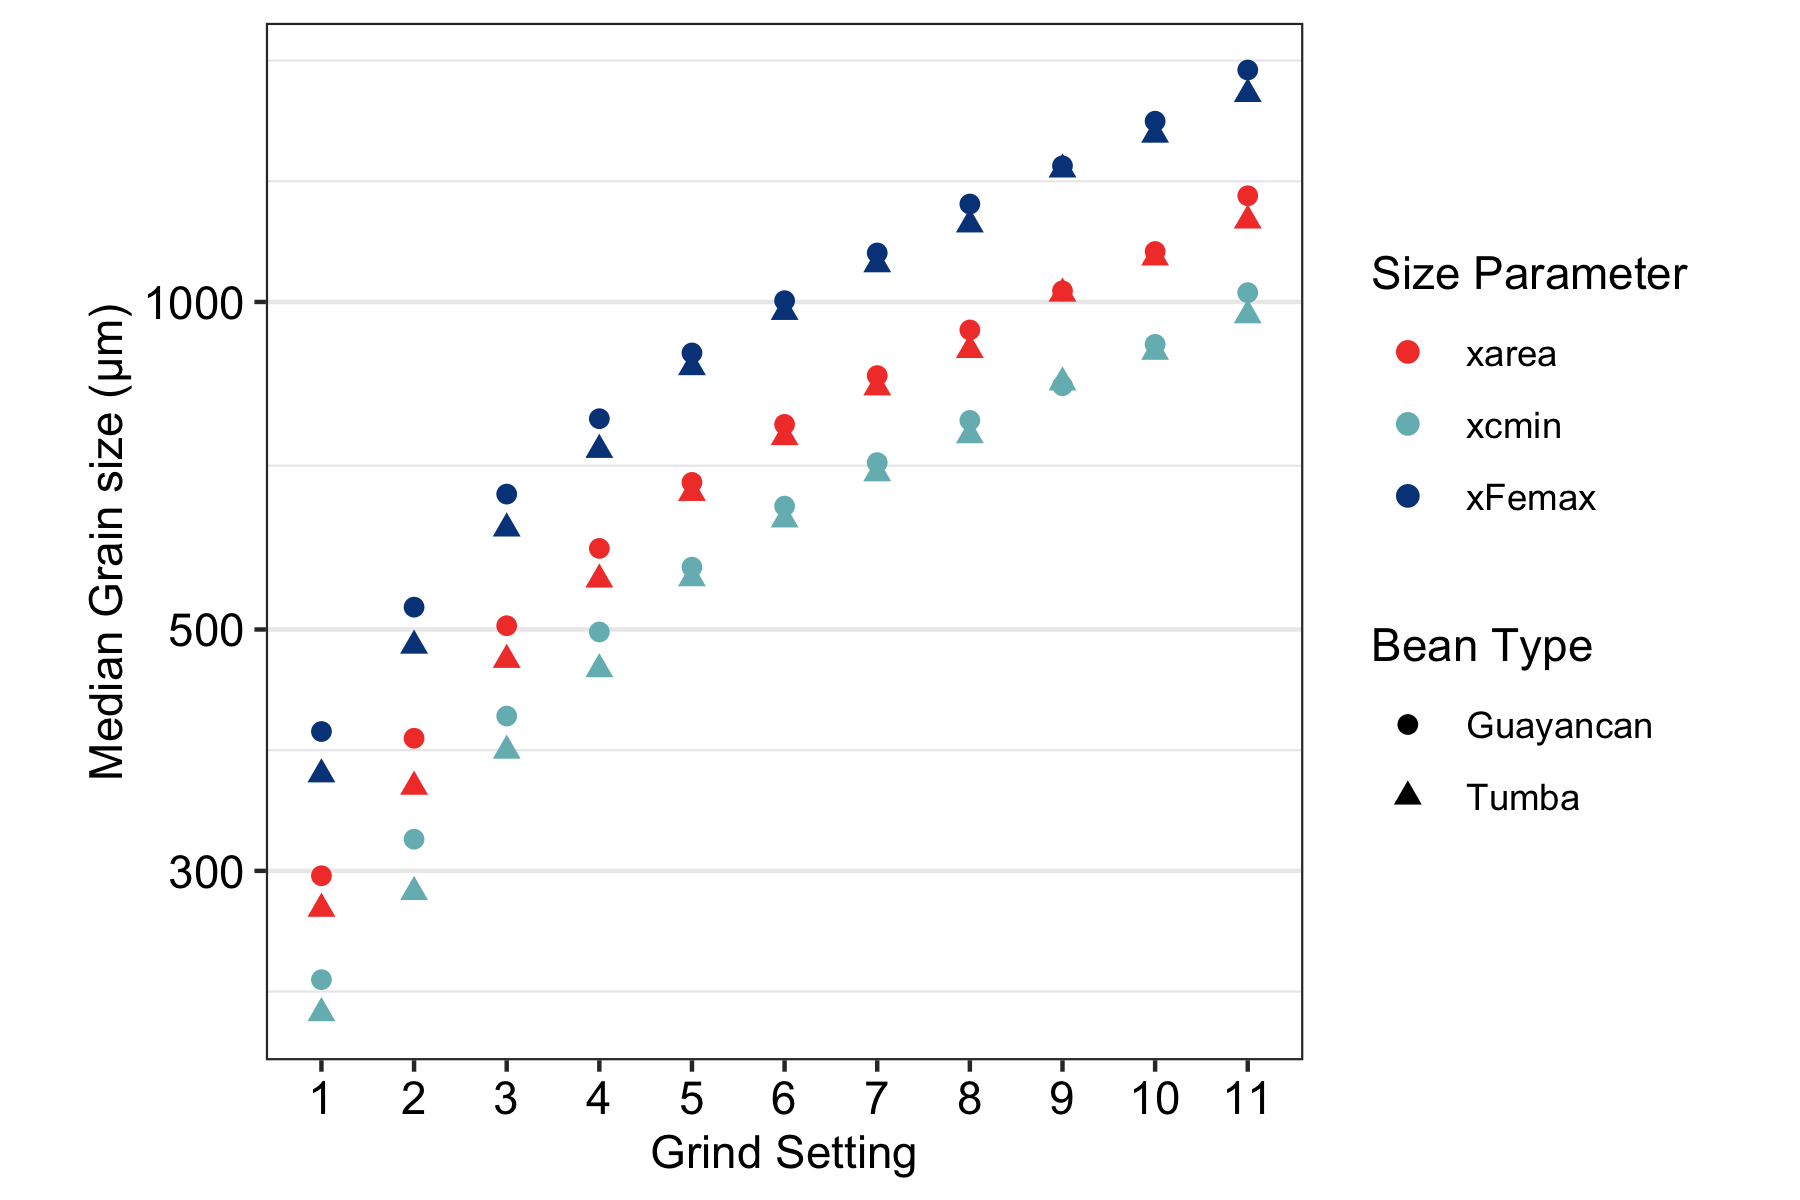 Median Grain size (µm)
1000
500
300
1 2 3 4 5 6 7 8 9 10 11
Grind Setting
Size Parameter
xarea
xcmin
xFemax
Bean Type
Guayancan
Tumba